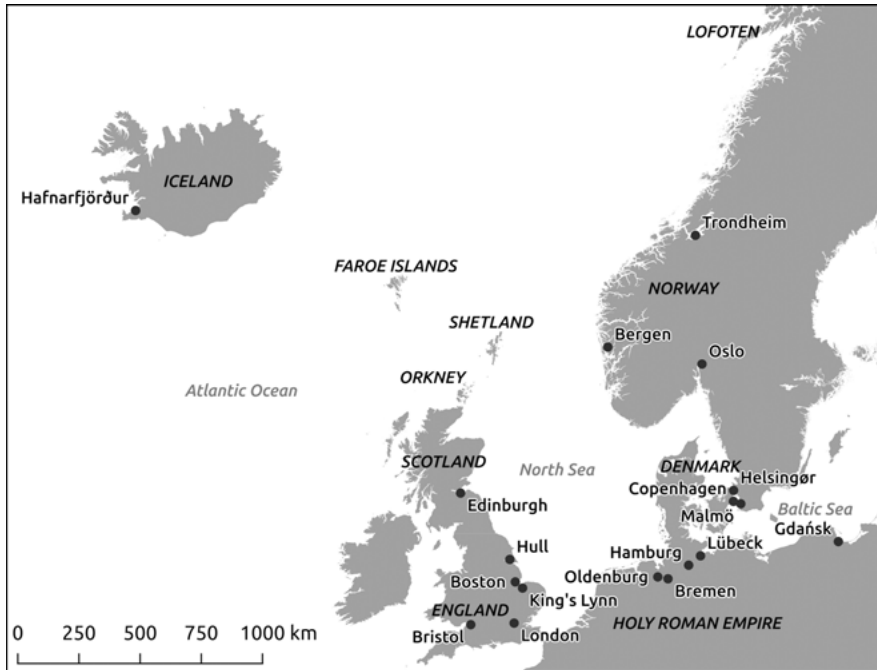 LOFOTEN
ICELAND
Hafnarfjörður
Trondheim
FAROE ISLANDS
NORWAY
SHETLAND
Bergen
Oslo
ORKNEY
Atlantic Ocean
SCOTLAND
North Sea
DENMARK
Helsingør
Copenhagen
Edinburgh
Malmö
Baltic Sea
Gdańsk
Hull
Hamburg
Lübeck
Boston
Oldenburg
Bremen
King's Lynn
ENGLAND
HOLY ROMAN EMPIRE
Bristol
London
0 250 500 750 1000 km